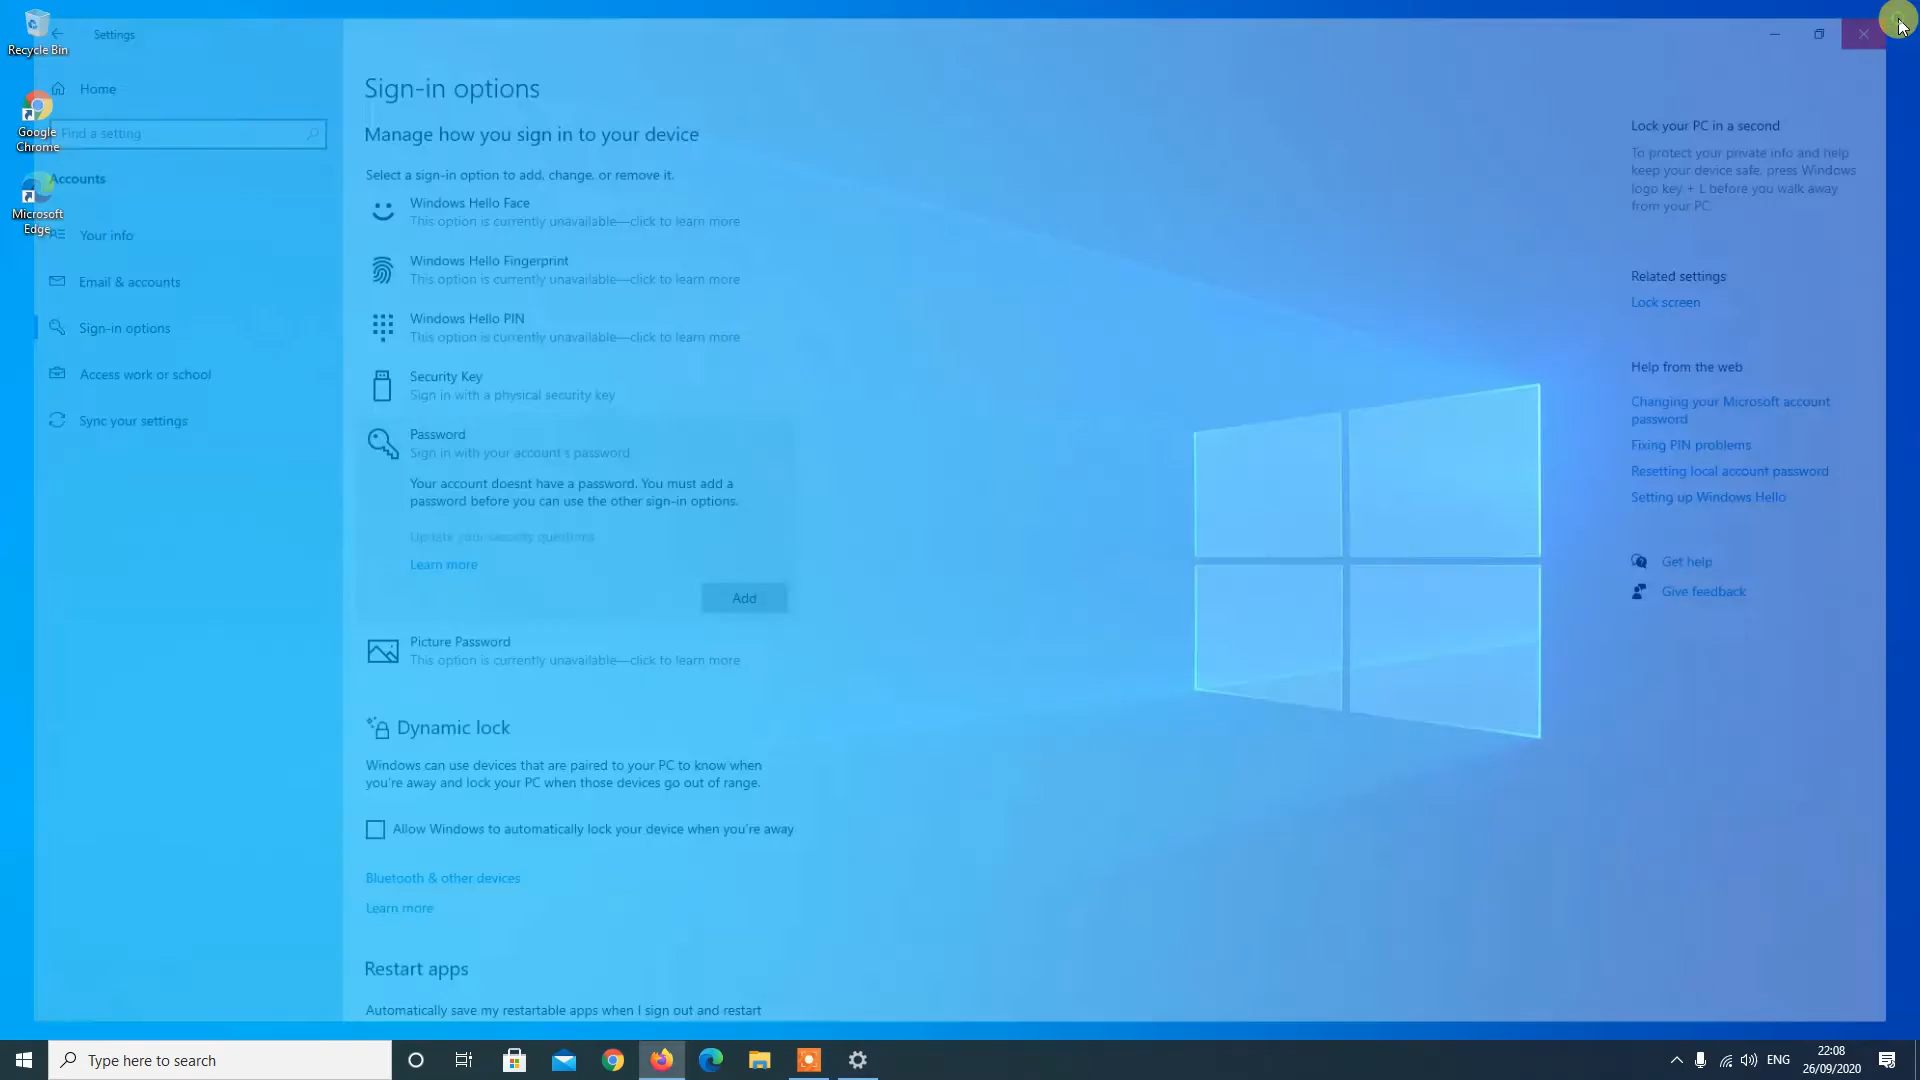 Recycle Bin
Google
Chrome
Microsoft
Edge
Settings
Home
Find a setting
Accounts
Your info
Email & accounts
Sign-in options
Access work or school
Sync your settings
Sign-in options
Manage how you sign in to your device
Select a sign-in option to add, change, or remove it.
Windows Hello Face
This option is currently unavailable—click to learn more
Windows Hello Fingerprint
This option is currently unavailable—click to learn more
Windows Hello PIN
This option is currently unavailable—click to learn more
Security Key
Sign in with a physical security key
Password
Sign in with your account's password
Your account doesn't have a password. You must add a
password before you can use the other sign-in options.
Update your security questions
Learn more
Add
Picture Password
This option is currently unavailable—click to learn more
Dynamic lock
Windows can use devices that are paired to your PC to know when
you're away and lock your PC when those devices go out of range.
Allow Windows to automatically lock your device when you're away
Bluetooth & other devices
Learn more
Restart apps
Automatically save my restartable apps when I sign out and restart
Lock your PC in a second
To protect your private info and help
keep your device safe, press Windows
logo key + L before you walk away
from your PC.
Related settings
Lock screen
Help from the web
Changing your Microsoft account
password
Fixing PIN problems
Resetting local account password
Setting up Windows Hello
Get help
Give feedback
Type here to search
ENG
22:08
26/09/2020